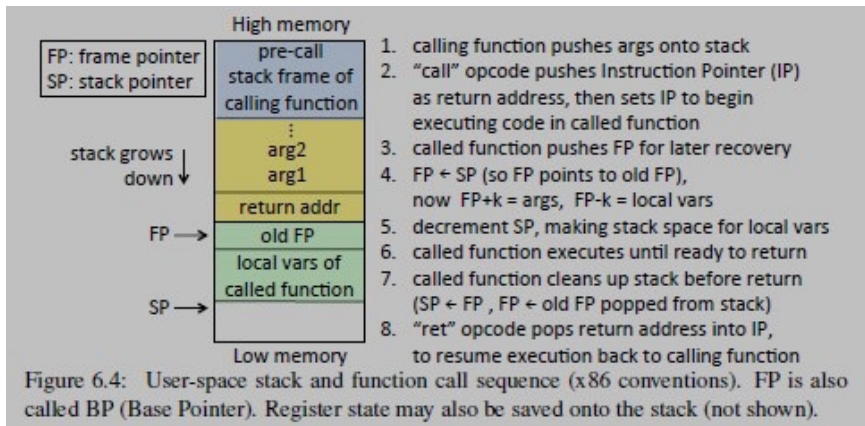 High memory
FP: frame pointer
SP: stack pointer
pre-call
stack frame of
calling function
⋮
arg2
arg1
return addr
old FP
local vars of
called function
stack grows
down ↓
FP →
SP →
Low memory
1. calling function pushes args onto stack
2. “call” opcode pushes Instruction Pointer (IP)
as return address, then sets IP to begin
executing code in called function
3. called function pushes FP for later recovery
4. FP ← SP (so FP points to old FP),
now FP+k = args, FP-k = local vars
5. decrement SP, making stack space for local vars
6. called function executes until ready to return
7. called function cleans up stack before return
(SP ← FP , FP ← old FP popped from stack)
8. “ret” opcode pops return address into IP,
to resume execution back to calling function
Figure 6.4: User-space stack and function call sequence (x86 conventions). FP is also
called BP (Base Pointer). Register state may also be saved onto the stack (not shown).